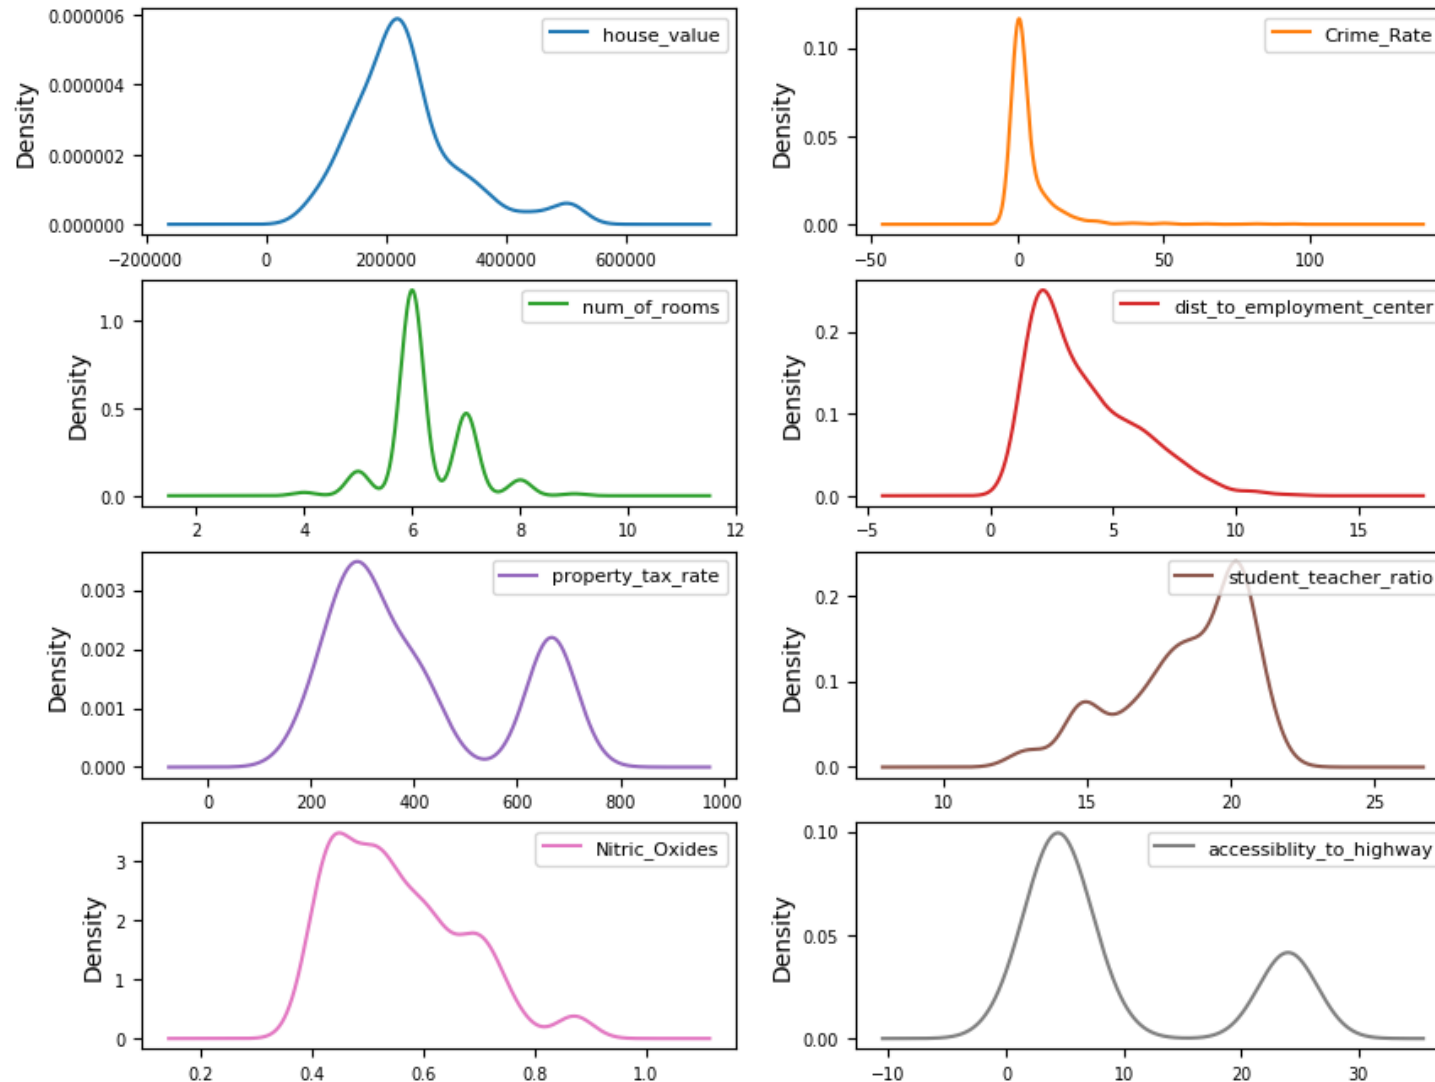 house_value
Density
0.000006
0.000004
0.000002
0.000000
−200000 0 200000 400000 600000
Crime_Rate
Density
0.10
0.05
0.00
−50 0 50 100
num_of_rooms
Density
1.0
0.5
0.0
2 4 6 8 10 12
dist_to_employment_center
Density
0.2
0.1
0.0
−5 0 5 10 15
property_tax_rate
Density
0.003
0.002
0.001
0.000
0 200 400 600 800 1000
student_teacher_ratio
Density
0.2
0.1
0.0
10 15 20 25
Nitric_Oxides
Density
3
2
1
0
0.2 0.4 0.6 0.8 1.0
accessiblity_to_highway
Density
0.10
0.05
0.00
−10 0 10 20 30